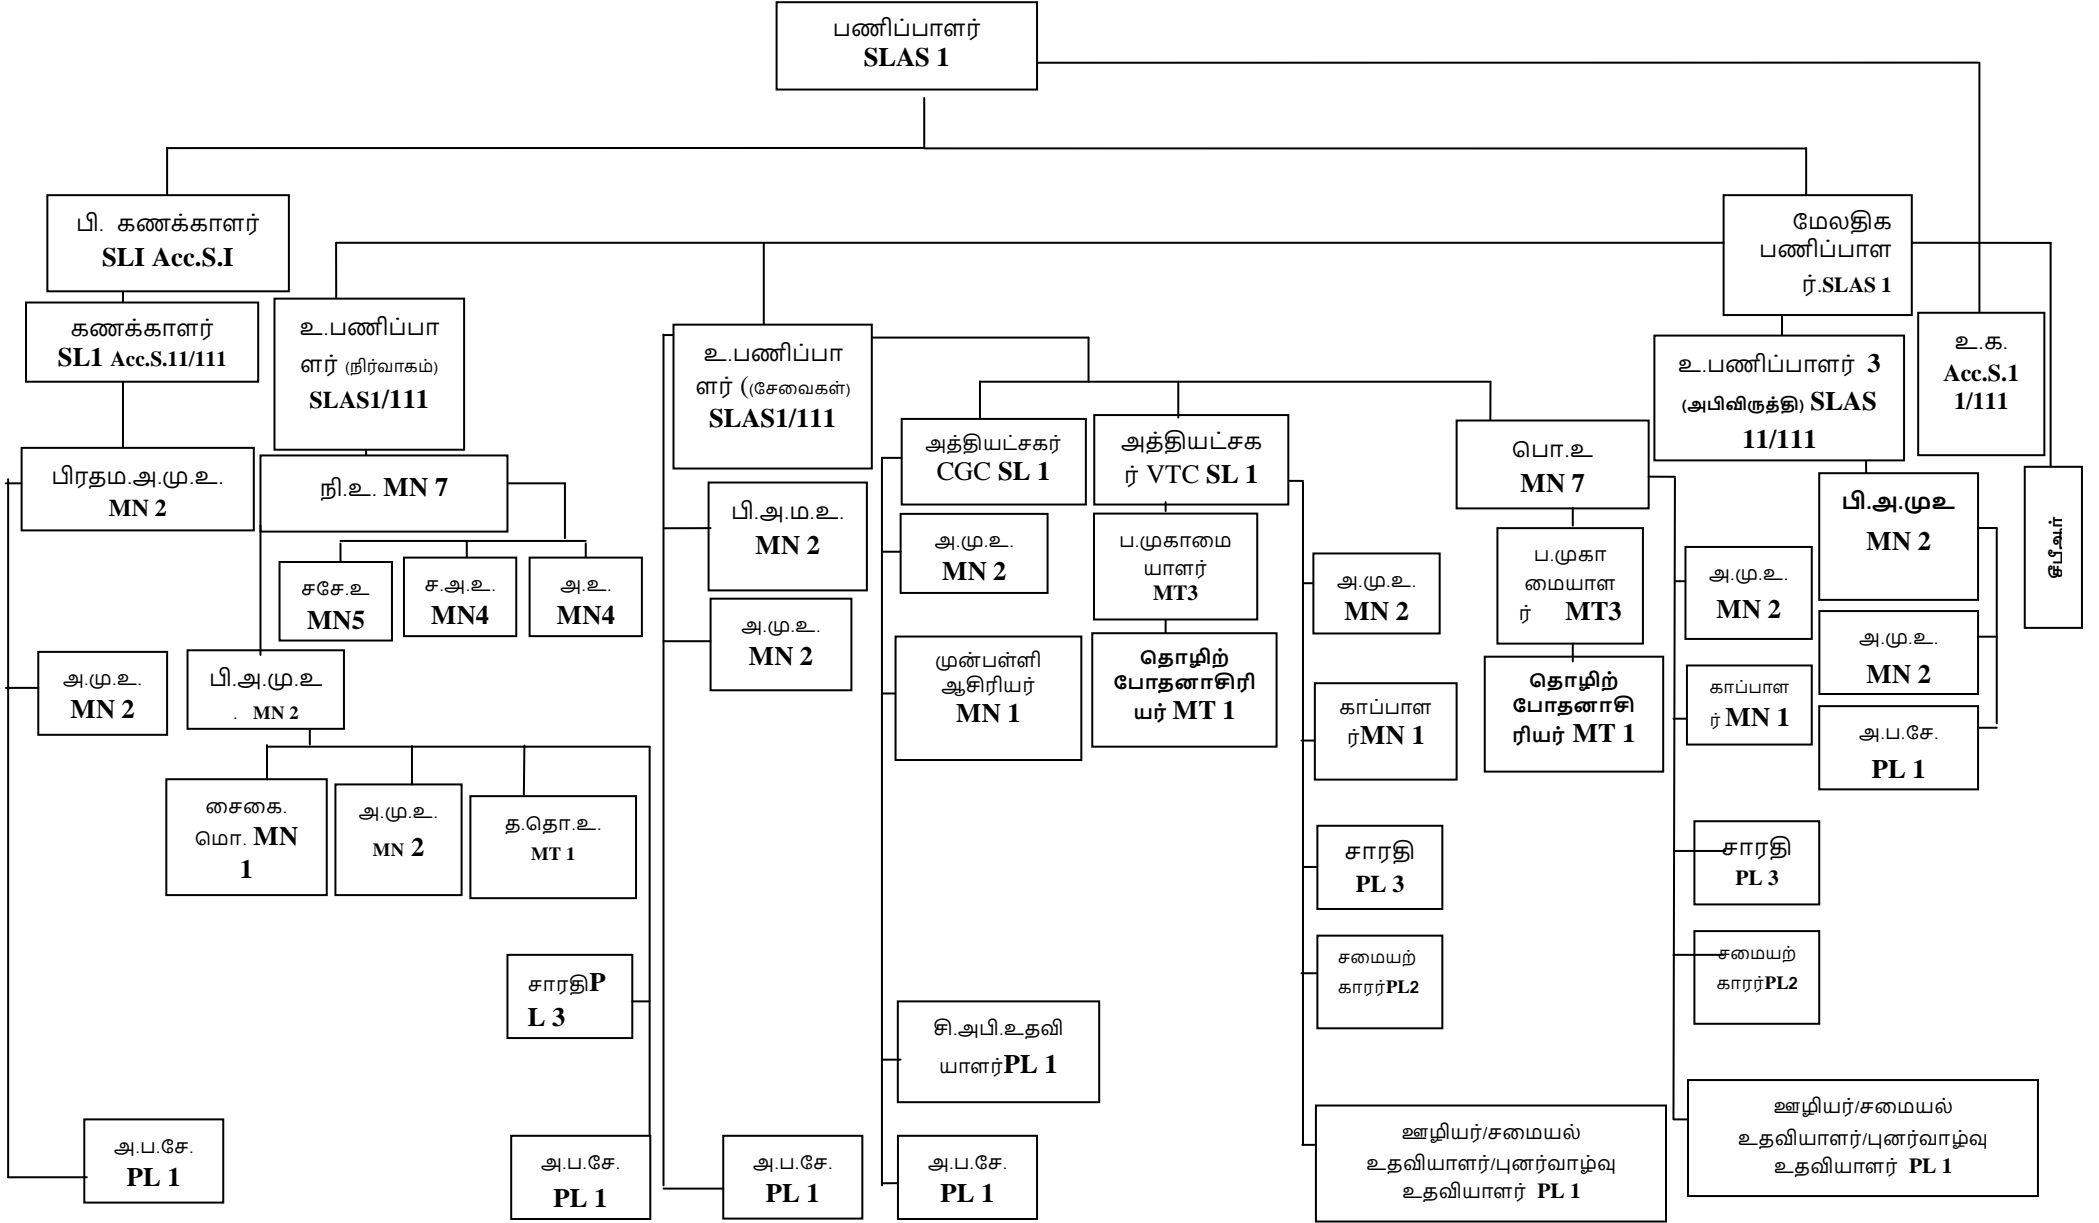 பணிப்பாளர்
SLAS 1
பி. கணக்காளர்
SLI Acc.S.I
மேலதிக
பணிப்பாள
ர்.SLAS 1
கணக்காளர்
SL1 Acc.S.11/111
உ.பணிப்பா
ளர் (நிர்வாகம்)
SLAS1/111
உ.பணிப்பா
ளர் ((சேவைகள்)
SLAS1/111
உ.பணிப்பாளர் 3
(அபிவிருத்தி) SLAS
11/111
உ.க.
Acc.S.1
1/111
பிரதம.அ.மு.உ.
MN 2
நி.உ. MN 7
அத்தியட்சகர்
CGC SL 1
அத்தியட்சக
ர் VTC SL 1
பொ.உ
MN 7
பி.அ.முஉ
MN 2
சபீ.அர்
பி.அ.ம.உ.
MN 2
அ.மு.உ.
MN 2
ப.முகாமை
யாளர்
MT3
அ.மு.உ.
MN 2
ப.முகா
மையாள
ர் MT3
அ.மு.உ.
MN 2
சசே.உ
MN5
ச.அ.உ.
MN4
அ.உ.
MN4
அ.மு.உ.
MN 2
முன்பள்ளி
ஆசிரியர்
MN 1
தொழிற்
போதனாசிரி
யர் MT 1
அ.மு.உ.
MN 2
அ.மு.உ.
MN 2
பி.அ.மு.உ
. MN 2
காப்பாள
ர்MN 1
தொழிற்
போதனாசி
ரியர் MT 1
காப்பாள
ர் MN 1
அ.ப.சே.
PL 1
சைகை.
மொ. MN
1
அ.மு.உ.
MN 2
த.தொ.உ.
MT 1
சாரதி
PL 3
சாரதி
PL 3
சாரதிP
L 3
சமையற்
காரர்PL2
சமையற்
காரர்PL2
சி.அபி.உதவி
யாளர்PL 1
அ.ப.சே.
PL 1
அ.ப.சே.
PL 1
அ.ப.சே.
PL 1
அ.ப.சே.
PL 1
ஊழியர்/சமையல்
உதவியாளர்/புனர்வாழ்வு
உதவியாளர் PL 1
ஊழியர்/சமையல்
உதவியாளர்/புனர்வாழ்வு
உதவியாளர் PL 1